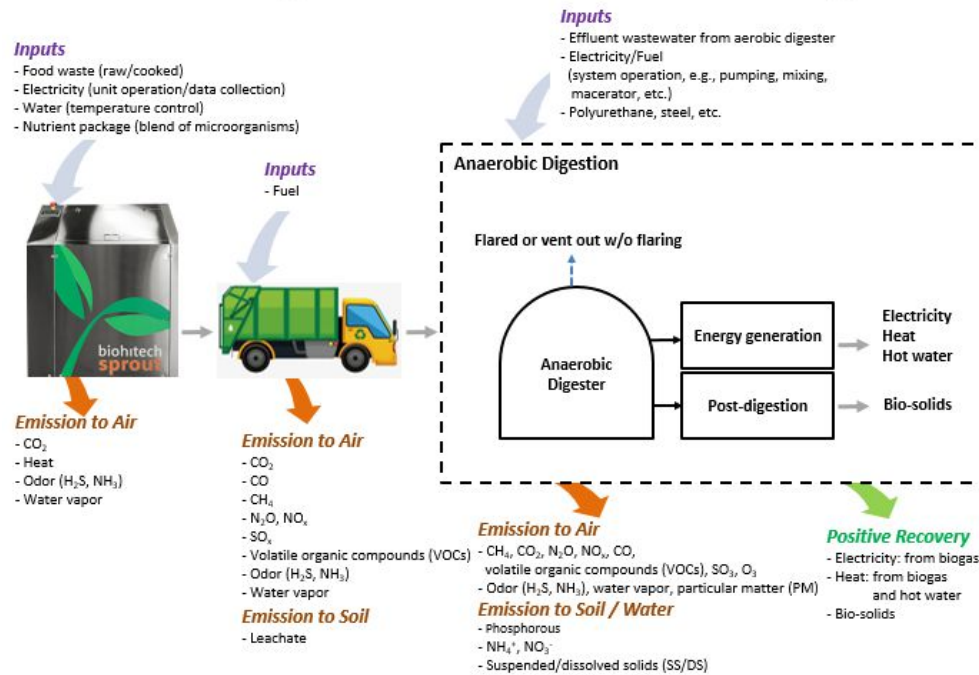 Inputs
- Food waste (raw/cooked)
- Electricity (unit operation/data collection)
- Water (temperature control)
- Nutrient package (blend of microorganisms)
Inputs
- Fuel
Inputs
- Effluent wastewater from aerobic digester
- Electricity/Fuel
(system operation, e.g., pumping, mixing,
macerator, etc.)
- Polyurethane, steel, etc.
biohitech
sprout
Emission to Air
- CO₂
- Heat
- Odor (H₂S, NH₃)
- Water vapor
Emission to Air
- CO₂
- CO
- CH₄
- N₂O, NOₓ
- SOₓ
- Volatile organic compounds (VOCs)
- Odor (H₂S, NH₃)
- Water vapor
Emission to Soil
- Leachate
Anaerobic Digestion
Flared or vent out w/o flaring
Anaerobic
Digester
Energy generation
Post-digestion
Electricity
Heat
Hot water
Bio-solids
Emission to Air
- CH₄, CO₂, N₂O, NOₓ, CO,
volatile organic compounds (VOCs), SO₃, O₃
- Odor (H₂S, NH₃), water vapor, particular matter (PM)
Emission to Soil / Water
- Phosphorous
- NH₄⁺, NO₃⁻
- Suspended/dissolved solids (SS/DS)
Positive Recovery
- Electricity: from biogas
- Heat: from biogas
and hot water
- Bio-solids